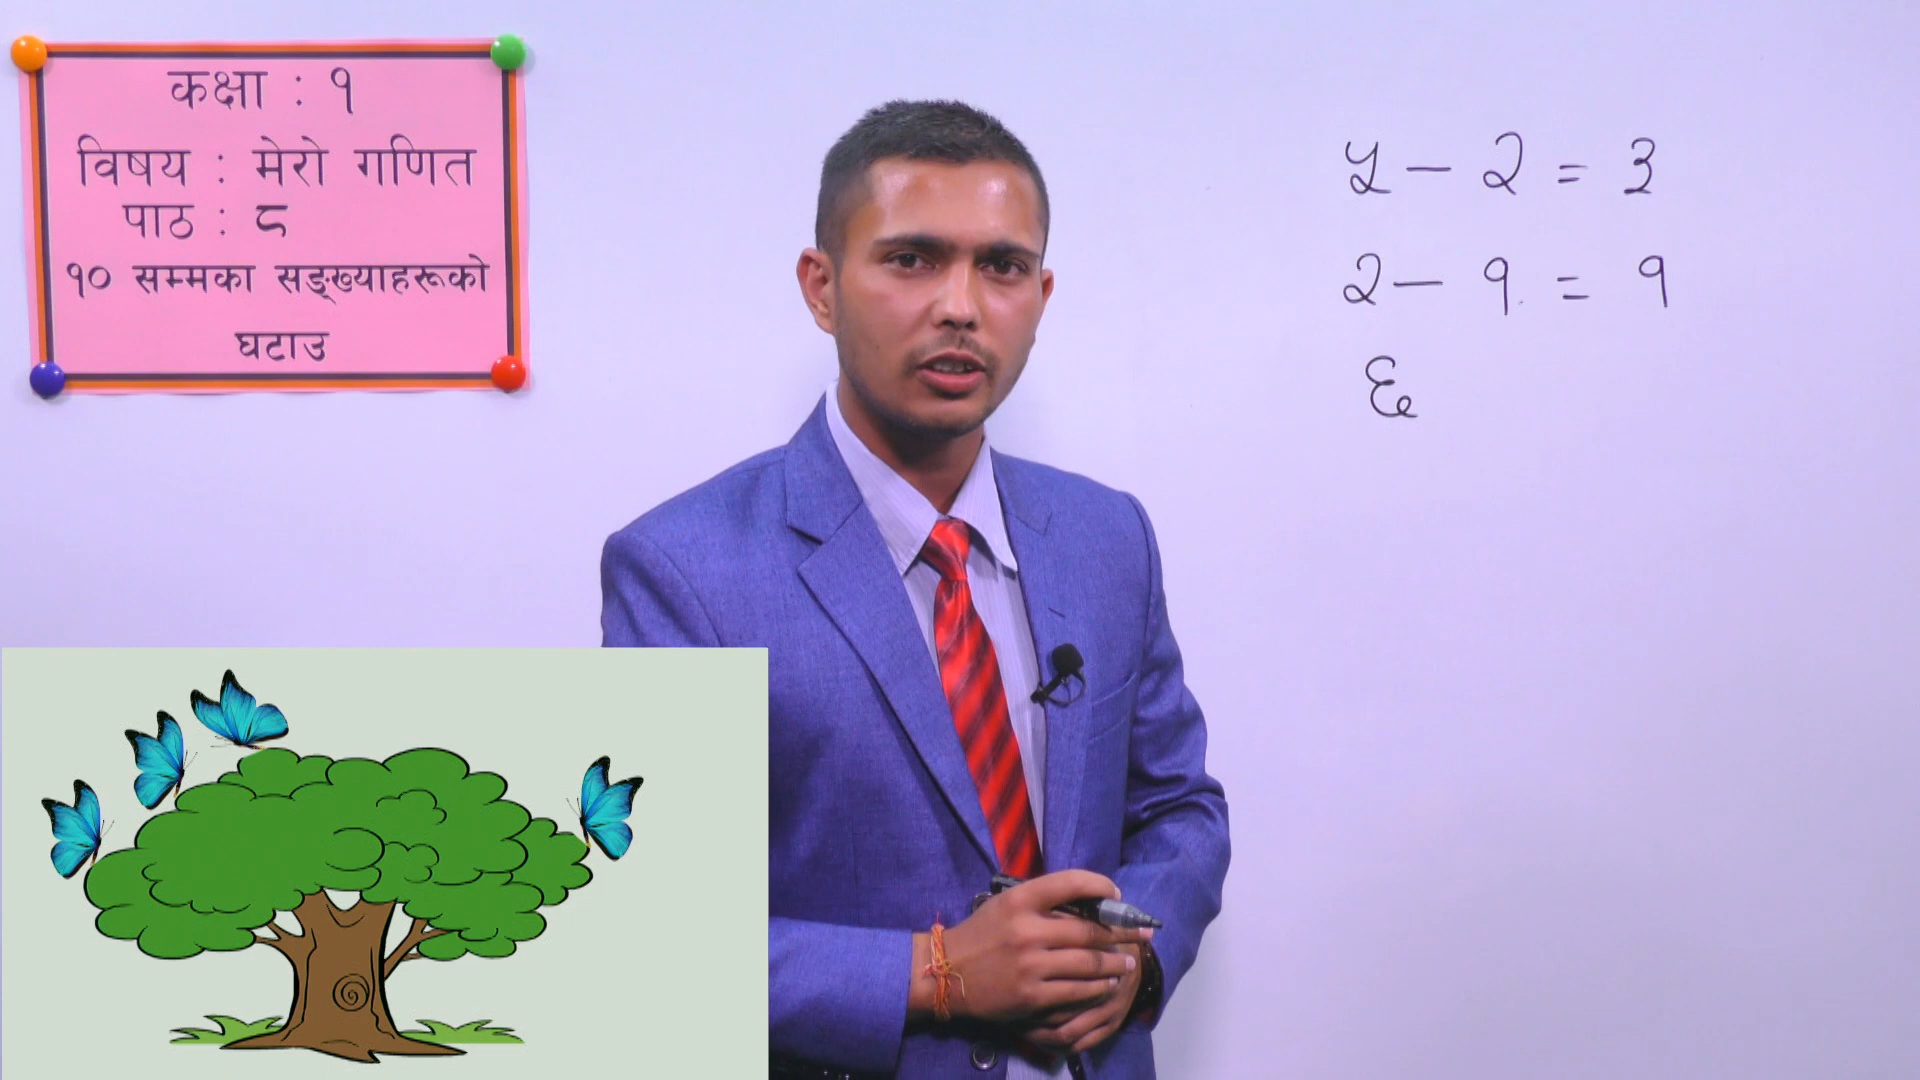 कक्षा : १
विषय : मेरो गणित
पाठ : ८
१० सम्मका सङ्ख्याहरूको
घटाउ
५ - २ = ३
२ - १ = १
६